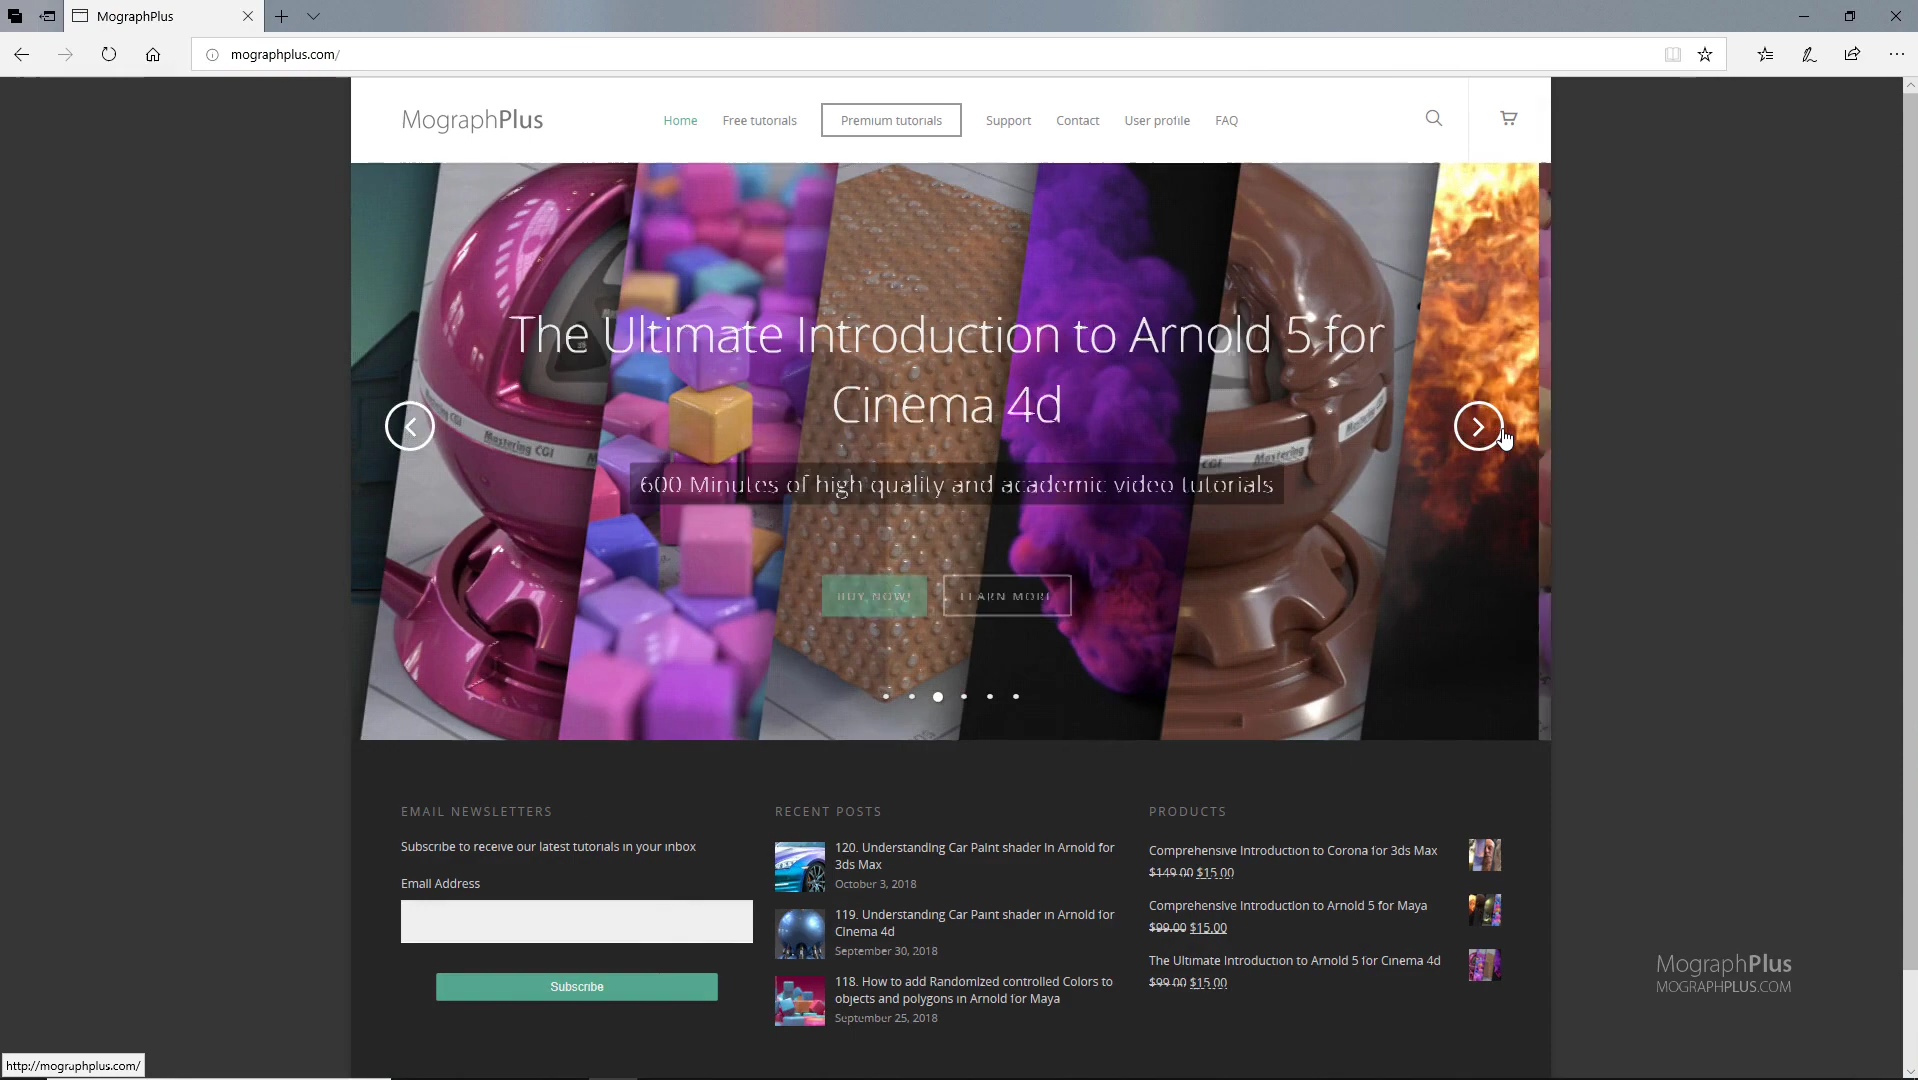 MographPlus
mographplus.com/
MographPlus
Home
Free tutorials
Premium tutorials
Support
Contact
User profile
FAQ
The Ultimate Introduction to Arnold 5 for
Cinema 4d
Mastering CGI
CGI
Mastering
600 Minutes of high quality and academic video tutorials
BUY NOW!
LEARN MORE
EMAIL NEWSLETTERS
Subscribe to receive our latest tutorials in your inbox
Email Address
Subscribe
RECENT POSTS
120. Understanding Car Paint shader in Arnold for
3ds Max
October 3, 2018
119. Understanding Car Paint shader in Arnold for
Cinema 4d
September 30, 2018
118. How to add Randomized controlled Colors to
objects and polygons in Arnold for Maya
September 25, 2018
PRODUCTS
Comprehensive Introduction to Corona for 3ds Max
$149.00 $15.00
Comprehensive Introduction to Arnold 5 for Maya
$99.00 $15.00
The Ultimate Introduction to Arnold 5 for Cinema 4d
$99.00 $15.00
MographPlus
MOGRAPHPLUS.COM
http://mographplus.com/